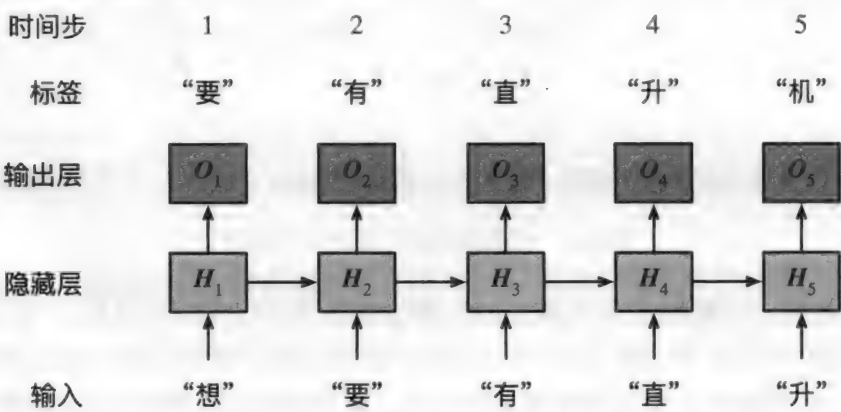 时间步 1 2 3 4 5
标签 “要” “有” “直” “升” “机”
输出层 O₁ O₂ O₃ O₄ O₅
隐藏层 H₁ H₂ H₃ H₄ H₅
输入 “想” “要” “有” “直” “升”